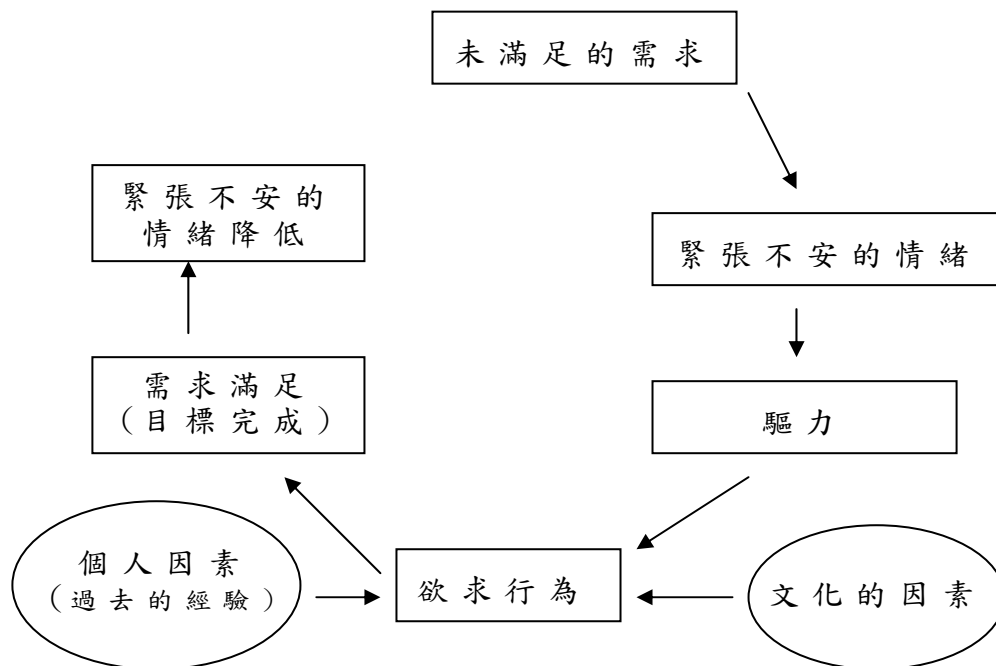 未滿足的需求
緊張不安的
情緒降低
緊張不安的情緒
需求滿足
（目標完成）
驅力
個人因素
（過去的經驗）
欲求行為
文化的因素